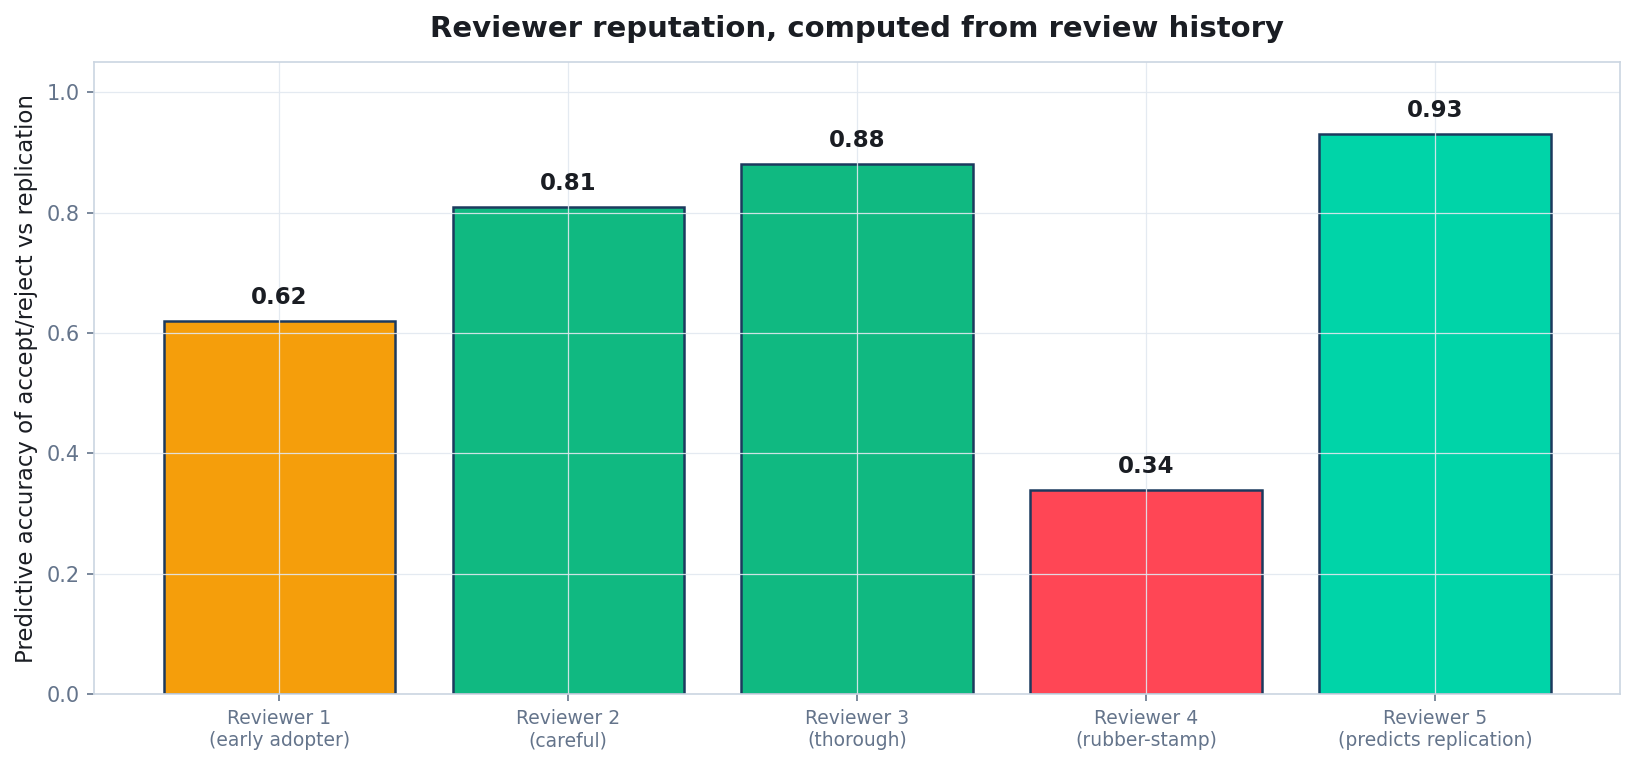 Reviewer reputation, computed from review history
Predictive accuracy of accept/reject vs replication
1.0
0.8
0.6
0.4
0.2
0.0
0.62
0.81
0.88
0.34
0.93
Reviewer 1
(early adopter)
Reviewer 2
(careful)
Reviewer 3
(thorough)
Reviewer 4
(rubber-stamp)
Reviewer 5
(predicts replication)